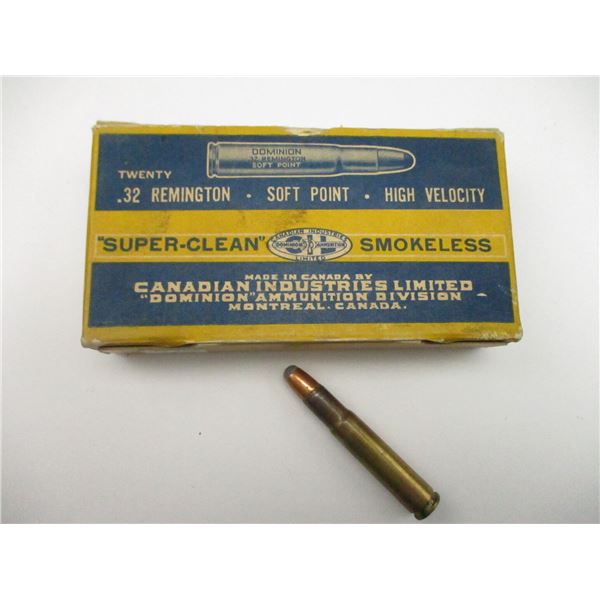 DOMINION
.32 REMINGTON
SOFT POINT
TWENTY
.32 REMINGTON • SOFT POINT • HIGH VELOCITY
"SUPER-CLEAN" SMOKELESS
CANADIAN INDUSTRIES
CIL
DOMINION AMMUNITION
LIMITED
MADE IN CANADA BY
CANADIAN INDUSTRIES LIMITED
"DOMINION" AMMUNITION DIVISION
MONTREAL - CANADA.